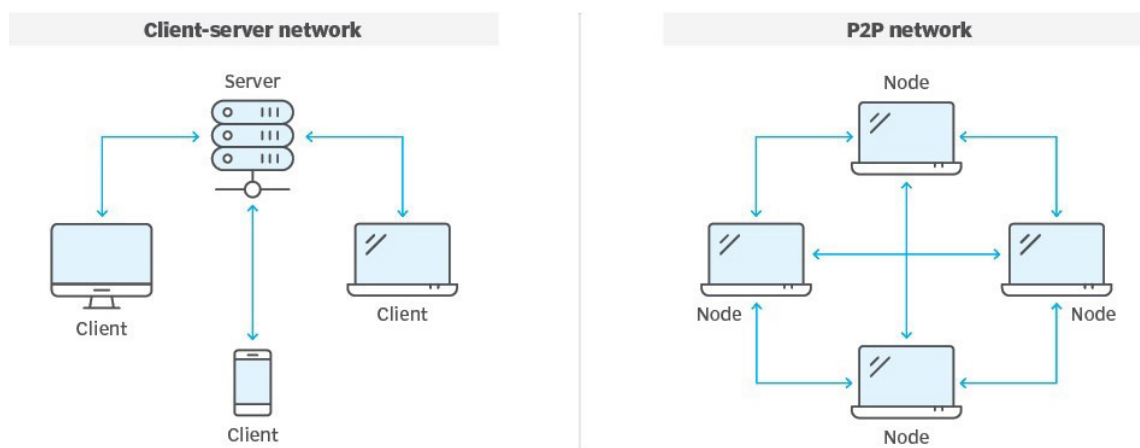 Client-server network
Server
Client
Client
Client
P2P network
Node
Node
Node
Node